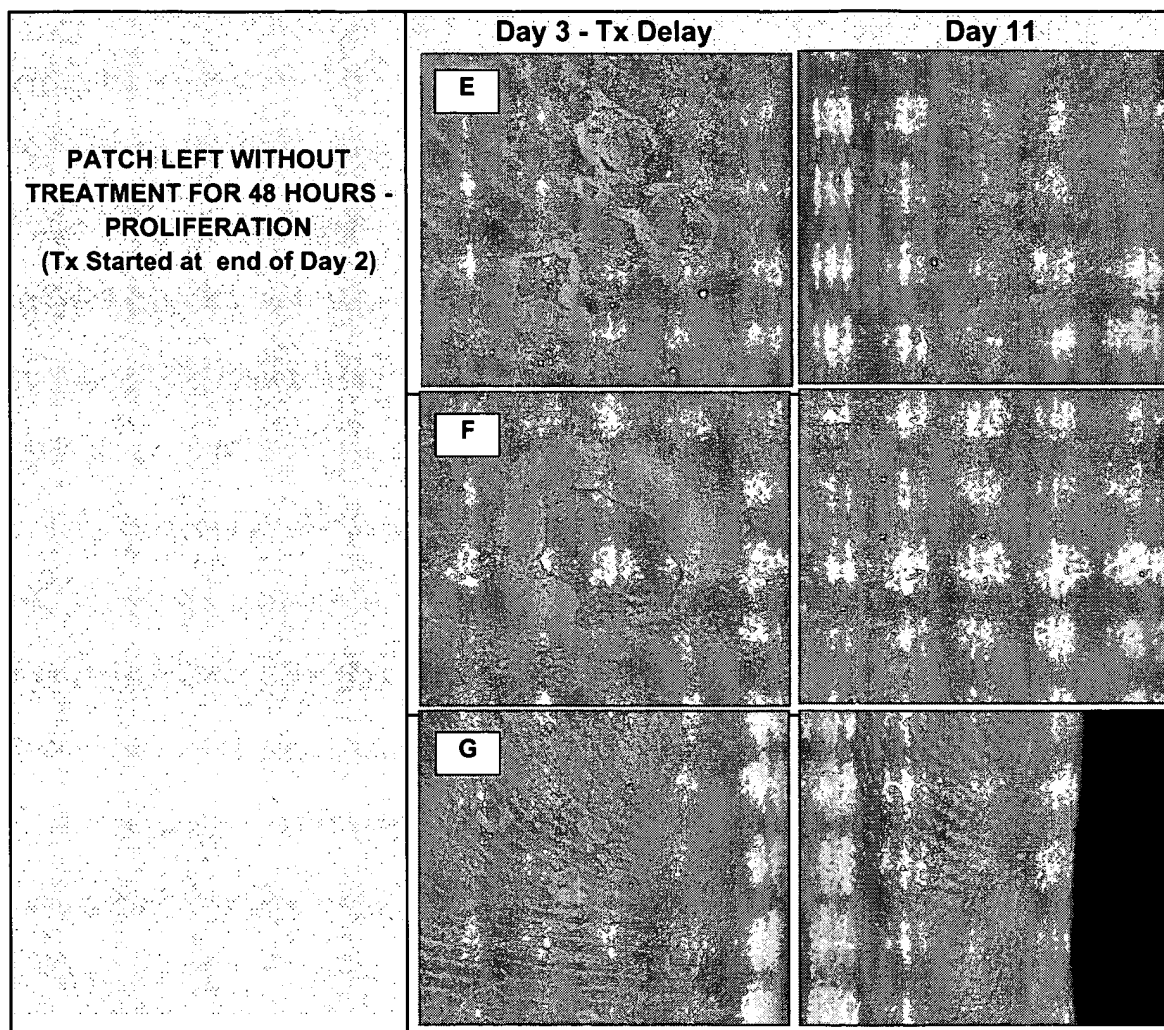 Day 3 - Tx Delay
Day 11
E
PATCH LEFT WITHOUT
TREATMENT FOR 48 HOURS -
PROLIFERATION
(Tx Started at end of Day 2)
F
G